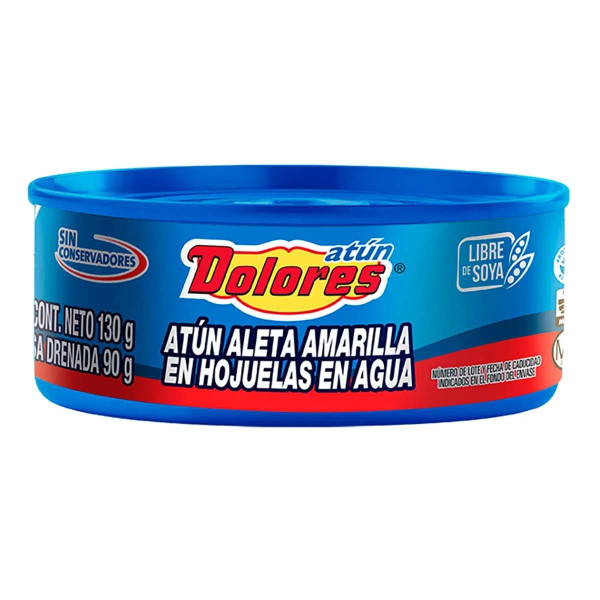 SIN
CONSERVADORES
atún
Dolores®
LIBRE
DE SOYA
CONT. NETO 130 g
DRENADA 90 g
ATÚN ALETA AMARILLA
EN HOJUELAS EN AGUA
NÚMERO DE LOTE Y FECHA DE CADUCIDAD
INDICADOS EN EL FONDO DEL ENVASE